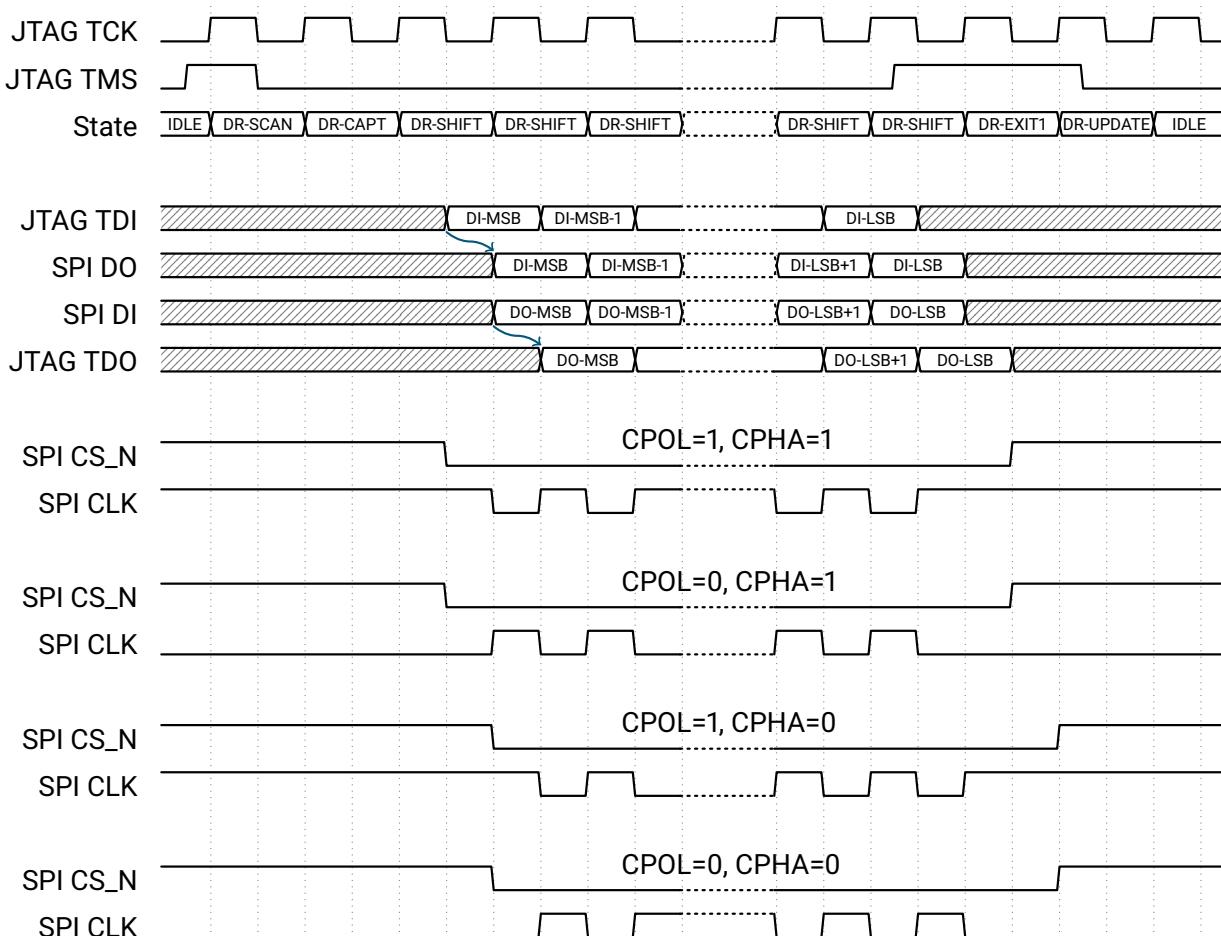 JTAG TCK
JTAG TMS
State IDLE DR-SCAN DR-CAPT DR-SHIFT DR-SHIFT DR-SHIFT DR-SHIFT DR-SHIFT DR-EXIT1 DR-UPDATE IDLE
JTAG TDI DI-MSB DI-MSB-1 DI-LSB
SPI DO DI-MSB DI-MSB-1 DI-LSB+1 DI-LSB
SPI DI DO-MSB DO-MSB-1 DO-LSB+1 DO-LSB
JTAG TDO DO-MSB DO-LSB+1 DO-LSB
CPOL=1, CPHA=1
SPI CS_N
SPI CLK
CPOL=0, CPHA=1
SPI CS_N
SPI CLK
CPOL=1, CPHA=0
SPI CS_N
SPI CLK
CPOL=0, CPHA=0
SPI CS_N
SPI CLK